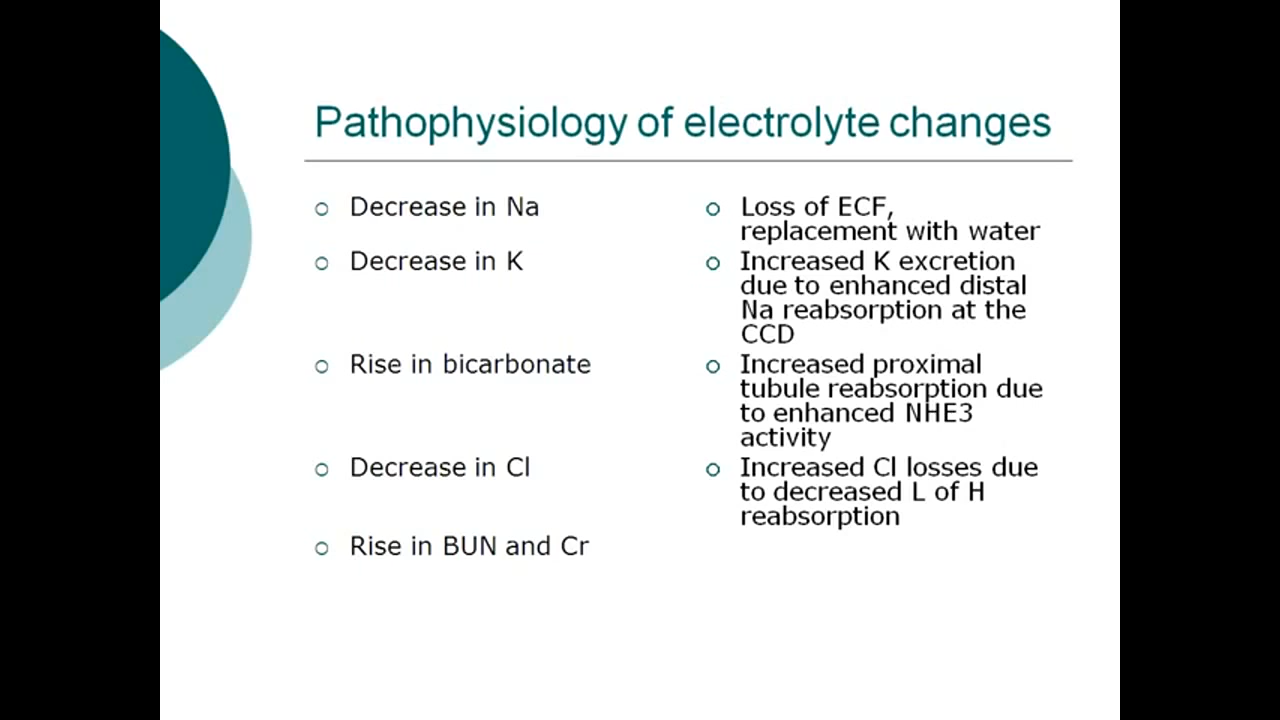 Pathophysiology of electrolyte changes
Decrease in Na
Decrease in K
Rise in bicarbonate
Decrease in Cl
Rise in BUN and Cr
Loss of ECF,
replacement with water
Increased K excretion
due to enhanced distal
Na reabsorption at the
CCD
Increased proximal
tubule reabsorption due
to enhanced NHE3
activity
Increased Cl losses due
to decreased L of H
reabsorption